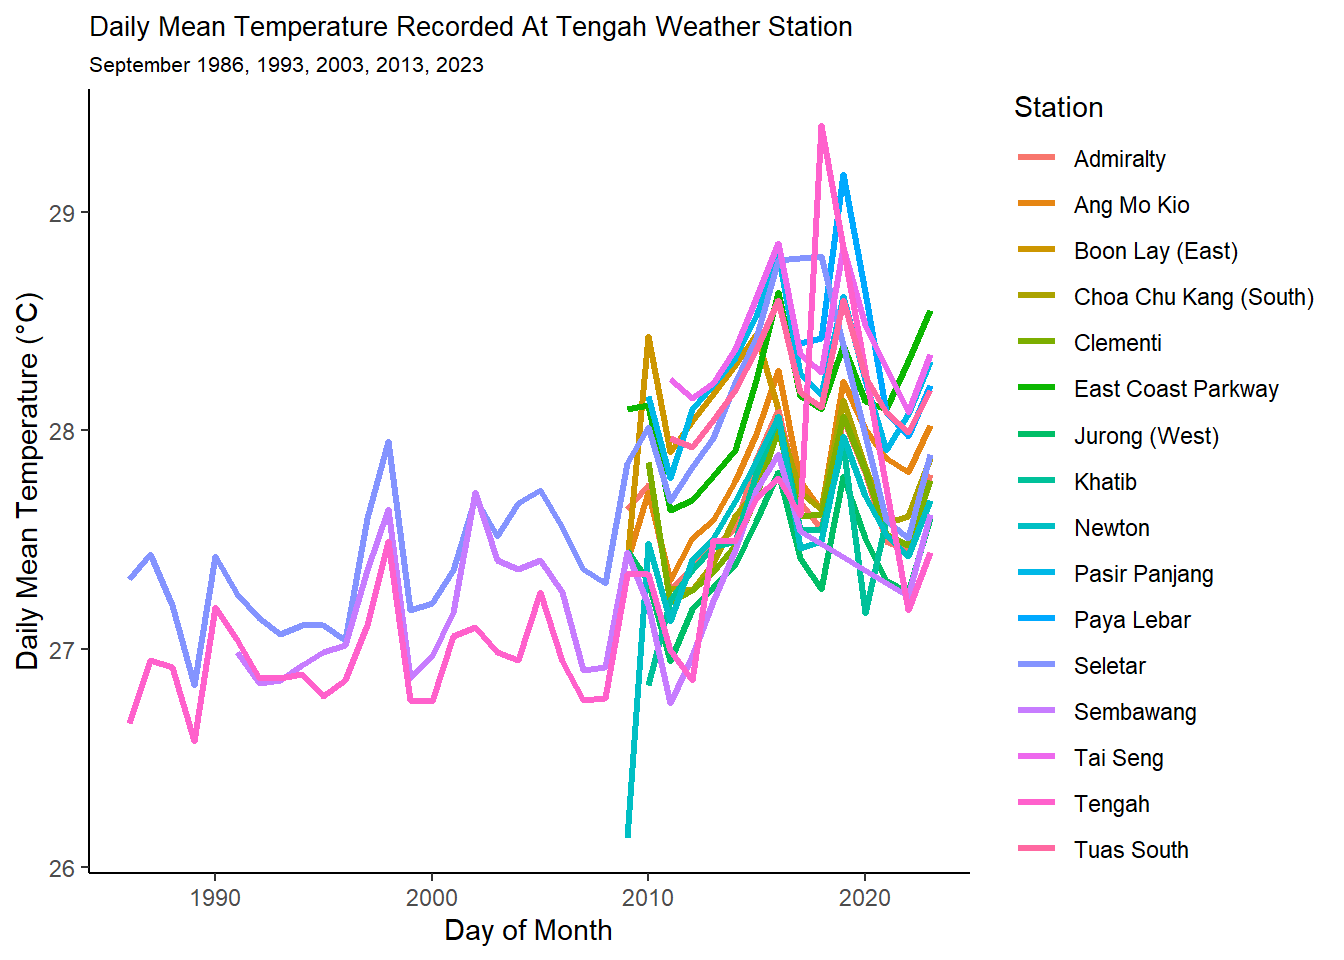 Daily Mean Temperature Recorded At Tengah Weather Station
September 1986, 1993, 2003, 2013, 2023
Daily Mean Temperature (°C)
29
28
27
26
1990
2000
2010
2020
Day of Month
Station
Admiralty
Ang Mo Kio
Boon Lay (East)
Choa Chu Kang (South)
Clementi
East Coast Parkway
Jurong (West)
Khatib
Newton
Pasir Panjang
Paya Lebar
Seletar
Sembawang
Tai Seng
Tengah
Tuas South